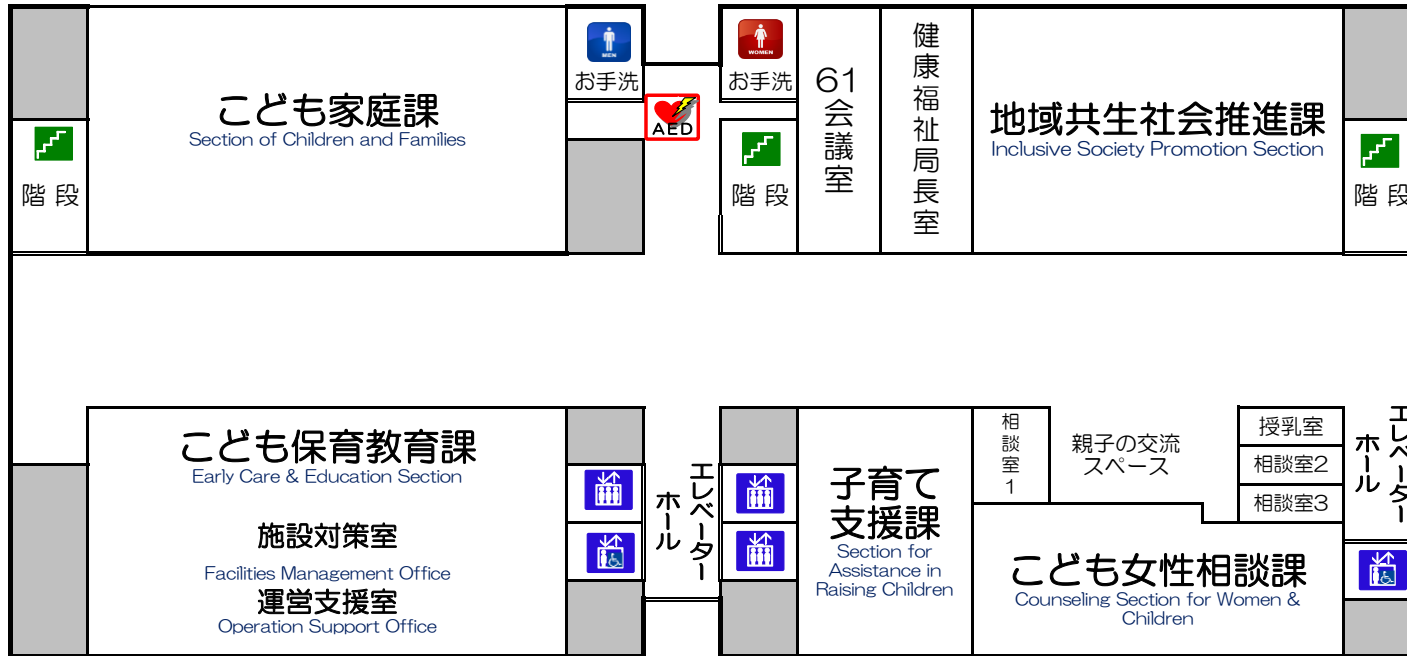 こども家庭課
Section of Children and Families
階 段
MEN
お手洗
AED
WOMEN
お手洗
階 段
61
会
議
室
健
康
福
祉
局
長
室
地域共生社会推進課
Inclusive Society Promotion Section
階 段
こども保育教育課
Early Care & Education Section
施設対策室
Facilities Management Office
運営支援室
Operation Support Office
エレベーター
ホール
子育て
支援課
Section for
Assistance in
Raising Children
相
談
室
1
親子の交流
スペース
授乳室
相談室2
相談室3
こども女性相談課
Counseling Section for Women &
Children
エレベーター
ホール